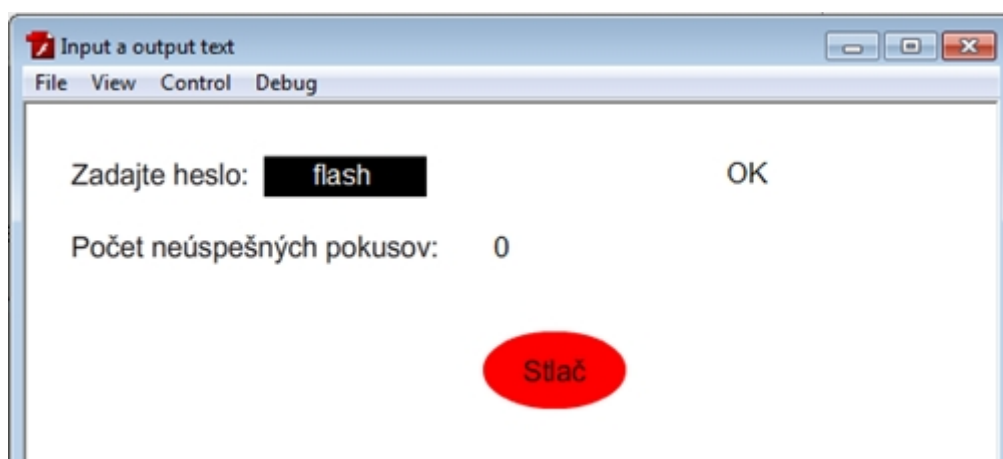 Input a output text
File View Control Debug
Zadajte heslo: flash OK
Počet neúspešných pokusov: 0
Stlač